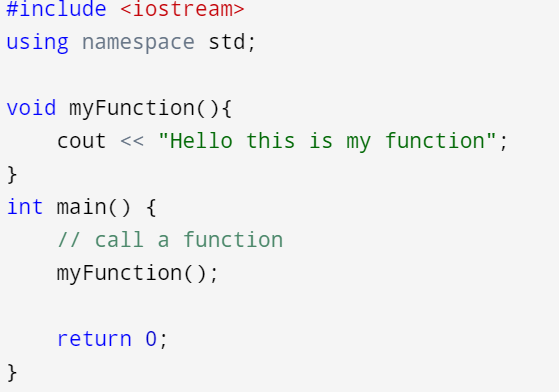 #include <iostream>
using namespace std;
void myFunction(){
    cout << "Hello this is my function";
}
int main() {
    // call a function
    myFunction();
    return 0;
}